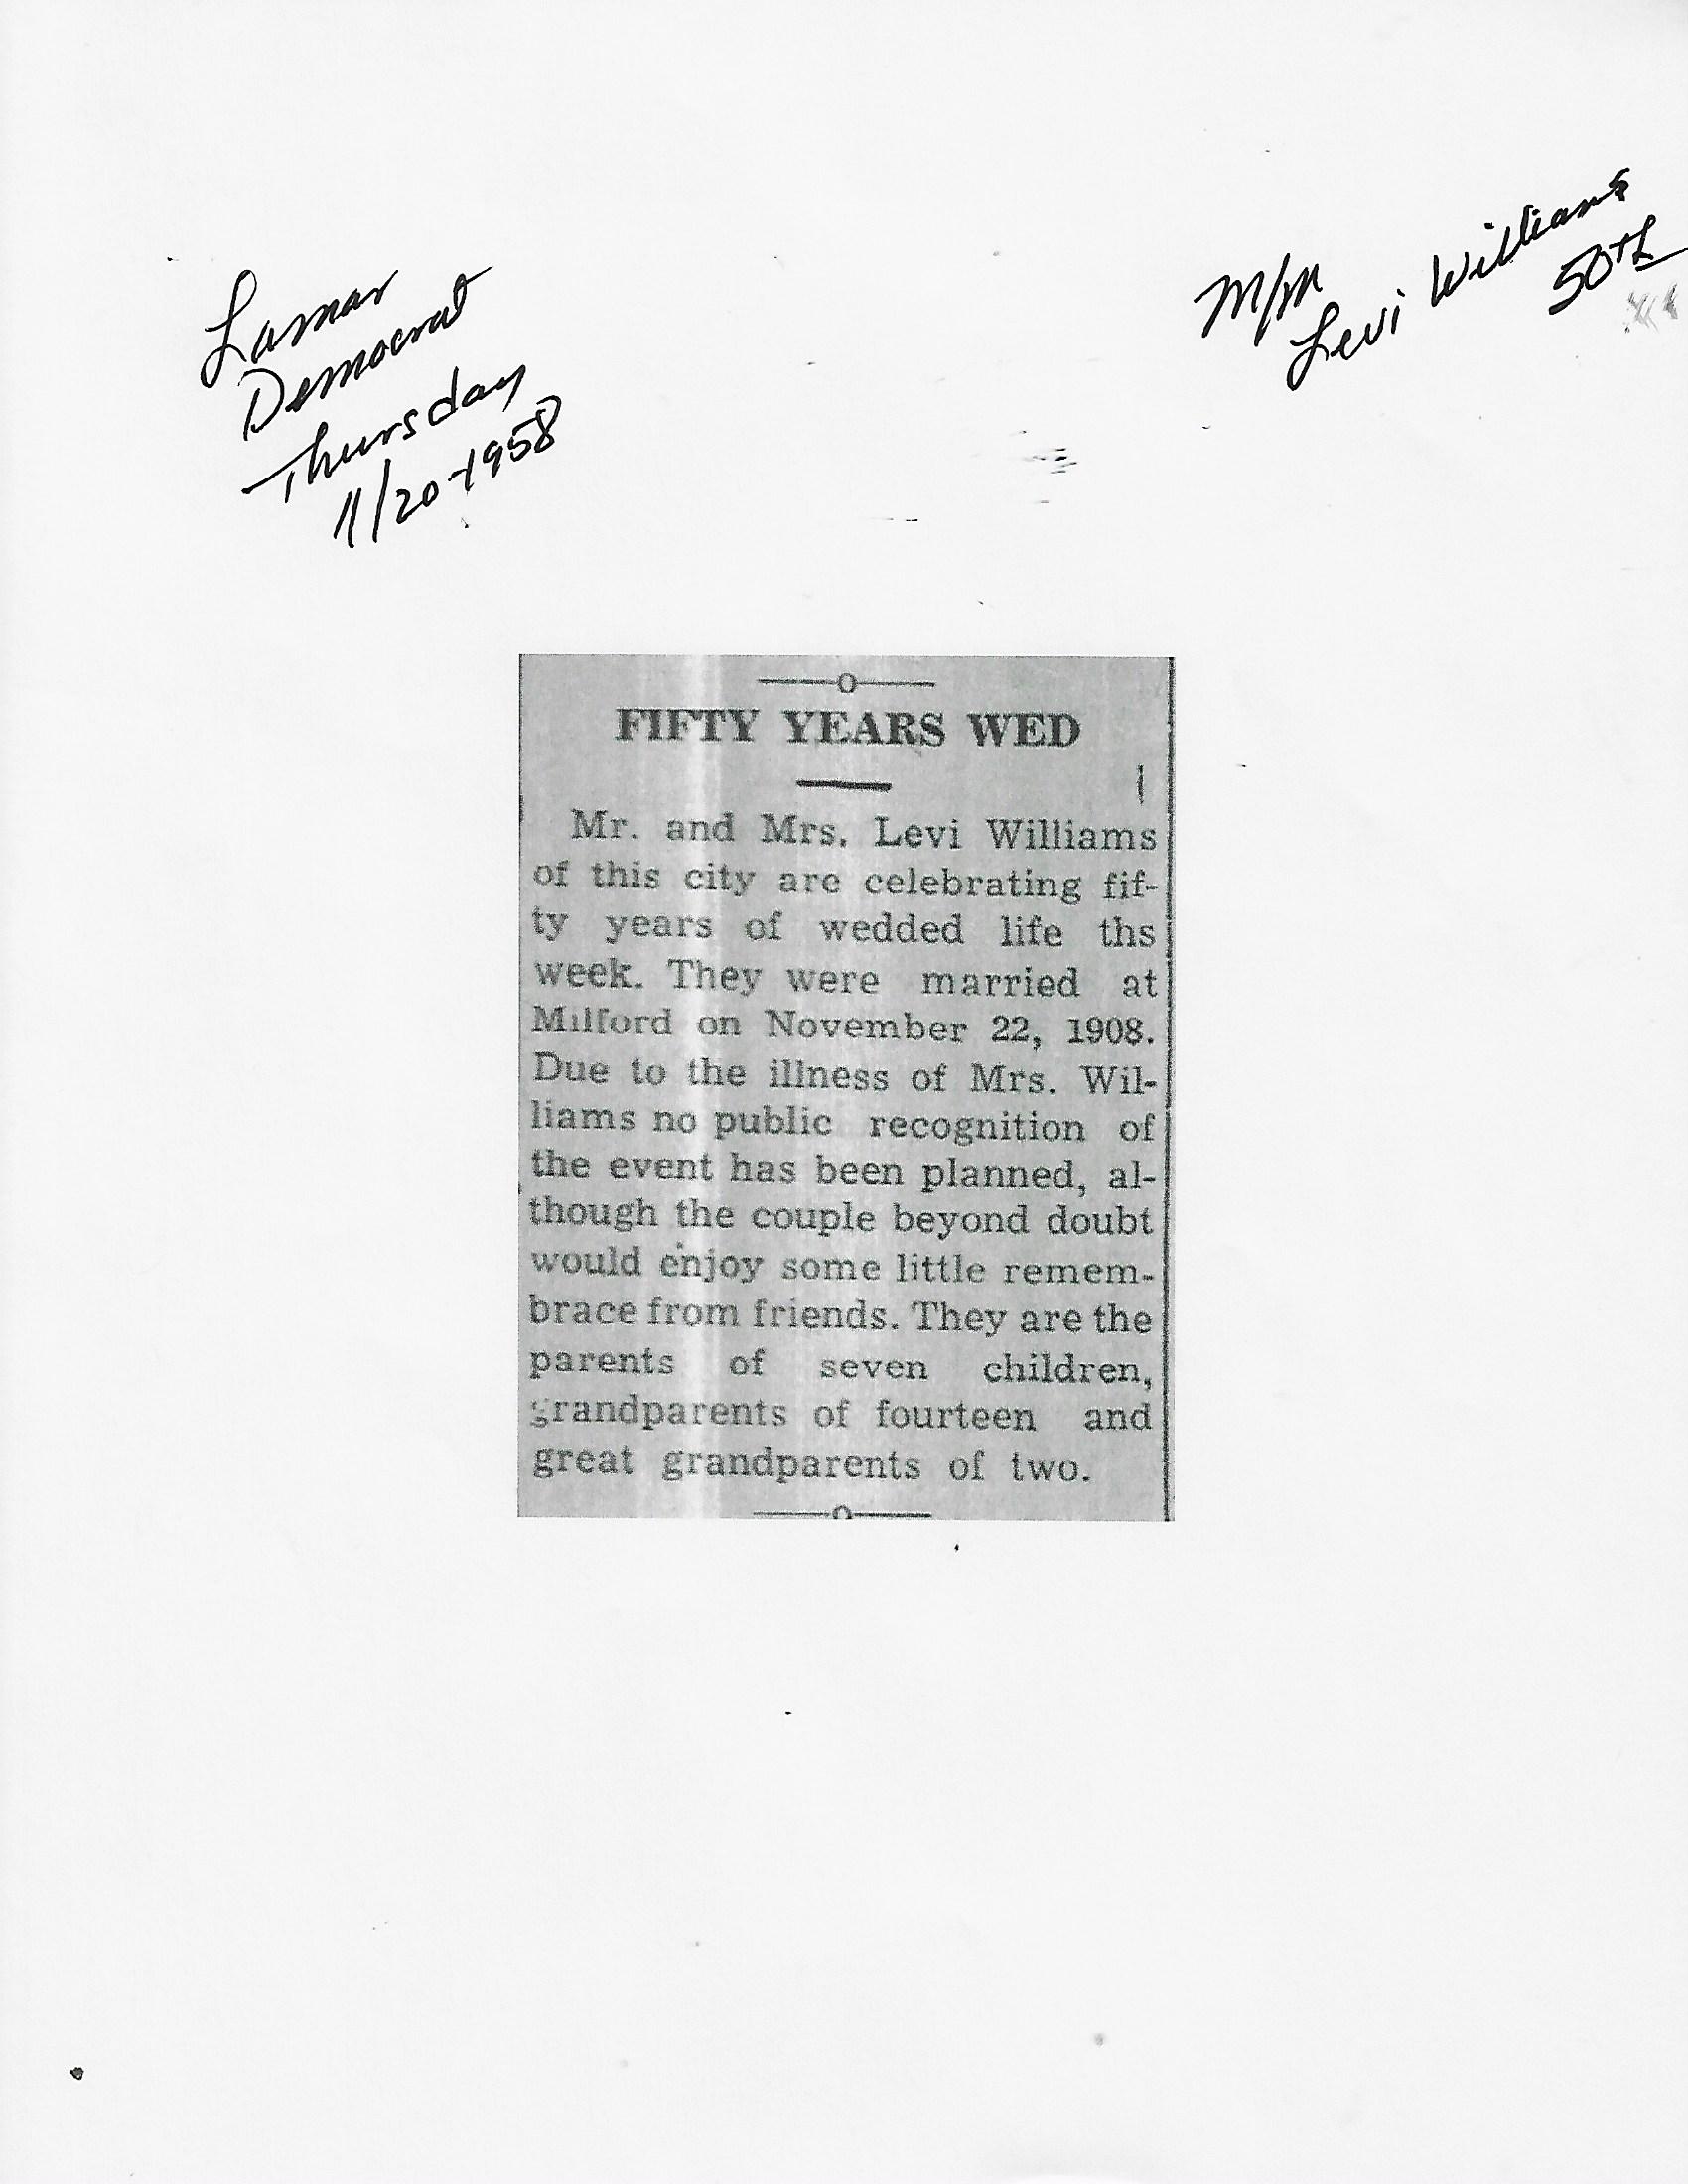 Lamar
Democrat
Thursday
11/20-1958
M/M
Levi Williams
50th
FIFTY YEARS WED
Mr. and Mrs. Levi Williams
of this city are celebrating fif-
ty years of wedded life ths
week. They were married at
Milford on November 22, 1908.
Due to the illness of Mrs. Wil-
liams no public recognition of
the event has been planned, al-
though the couple beyond doubt
would enjoy some little remem-
brace from friends. They are the
parents of seven children,
grandparents of fourteen and
great grandparents of two.